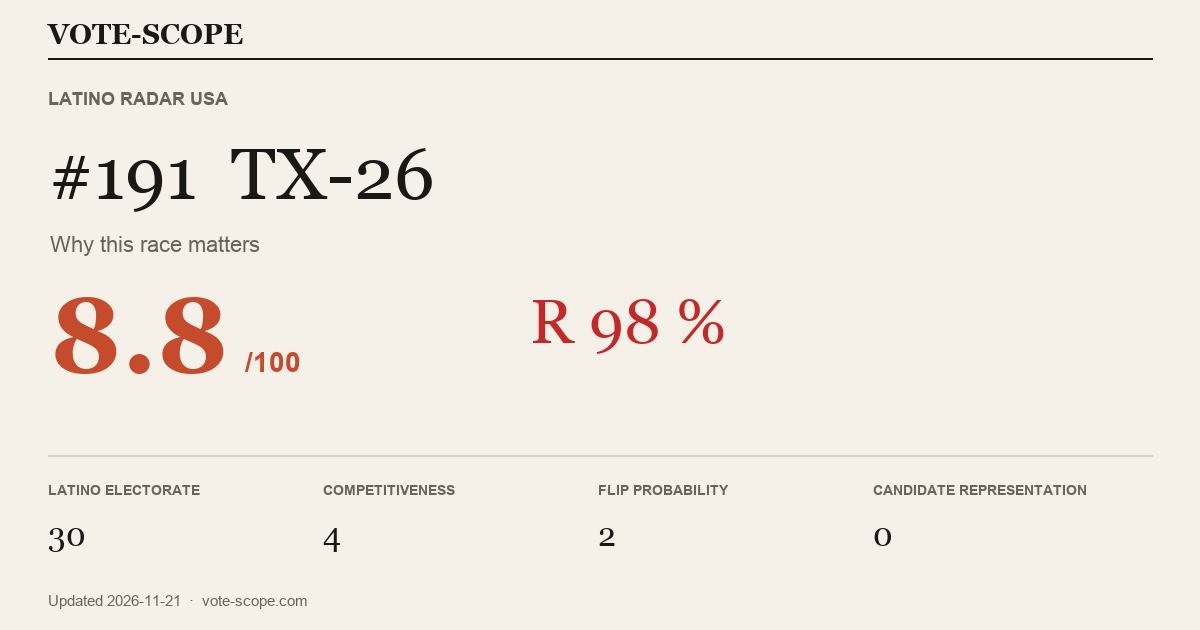 VOTE-SCOPE
LATINO RADAR USA
#191 TX-26
Why this race matters
8.8 /100
R 98 %
LATINO ELECTORATE COMPETITIVENESS FLIP PROBABILITY CANDIDATE REPRESENTATION
30 4 2 0
Updated 2026-11-21 · vote-scope.com